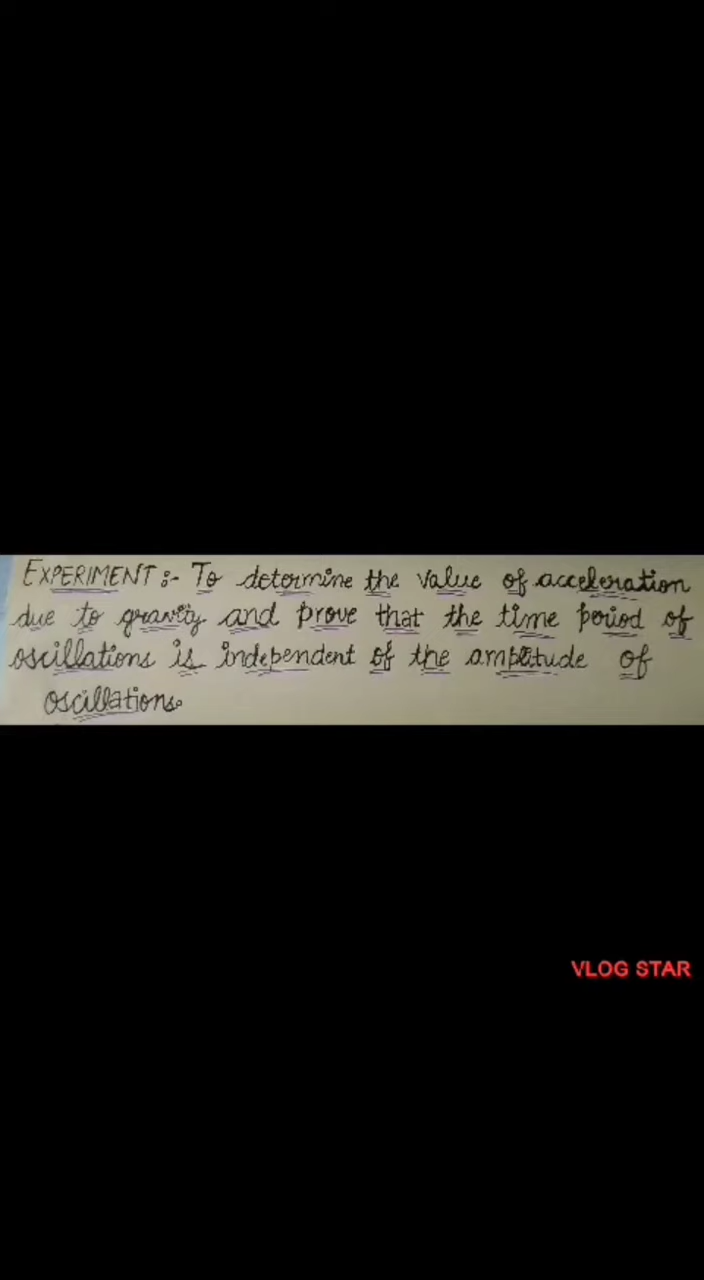 EXPERIMENT :- To determine the value of acceleration
due to gravity and prove that the time period of
oscillations is independent of the amplitude of
oscillations.
VLOG STAR